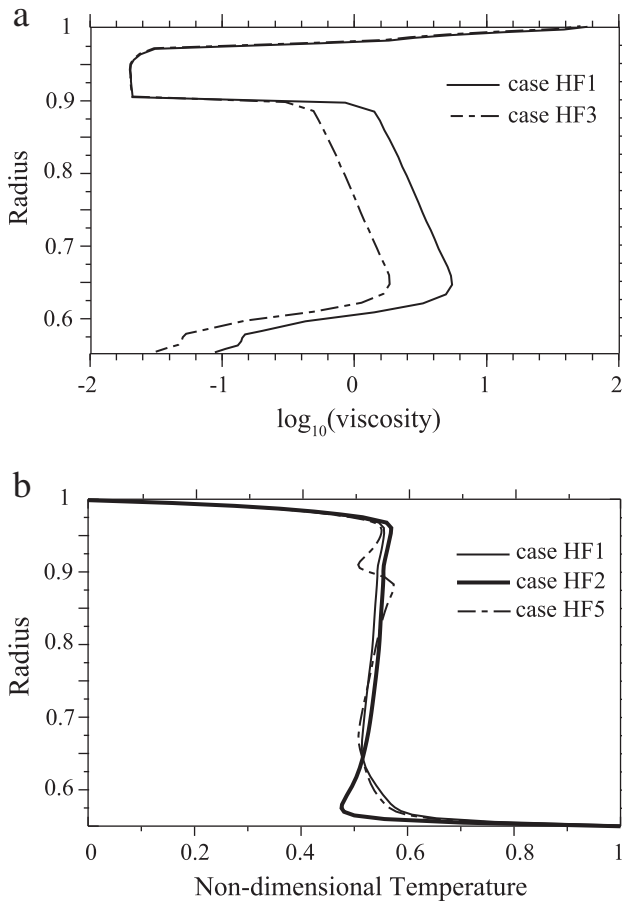 a
1
0.9
0.8
0.7
0.6
Radius
case HF1
case HF3
-2 -1 0 1 2
log₁₀(viscosity)
b
1
0.9
0.8
0.7
0.6
Radius
case HF1
case HF2
case HF5
0 0.2 0.4 0.6 0.8 1
Non-dimensional Temperature